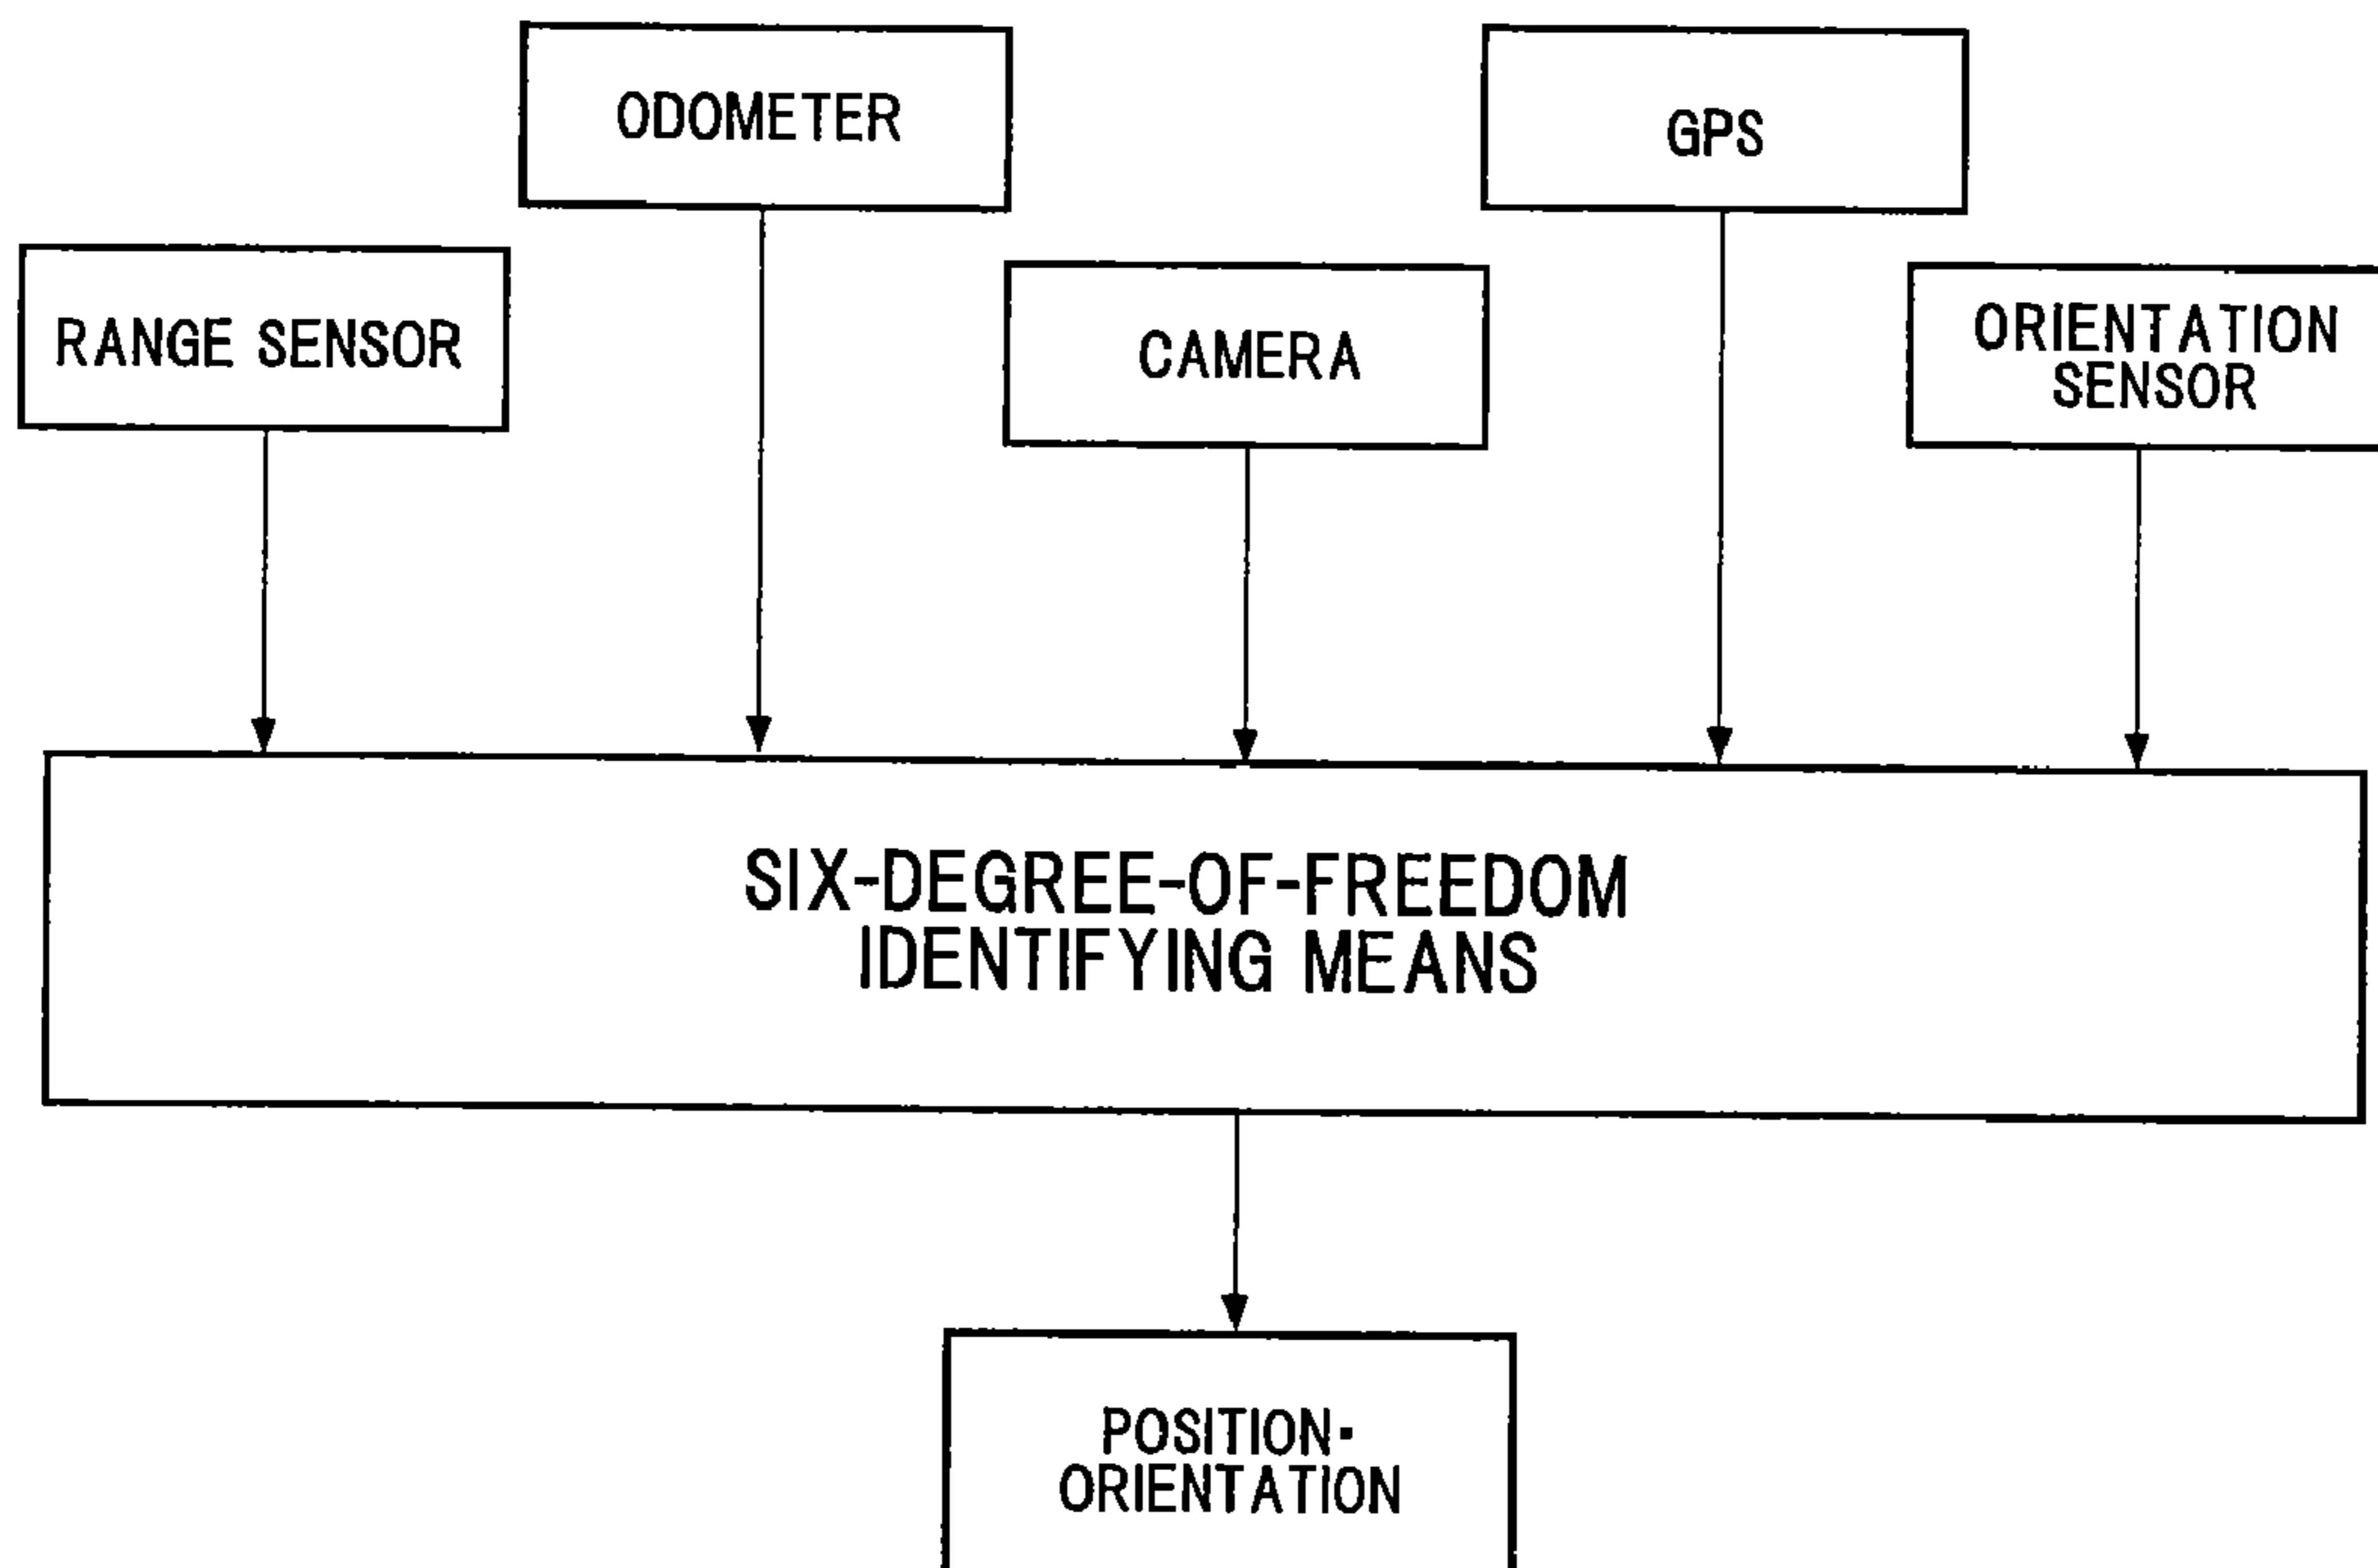 ODOMETER
GPS
RANGE SENSOR
CAMERA
ORIENTATION
SENSOR
SIX-DEGREE-OF-FREEDOM
IDENTIFYING MEANS
POSITION·
ORIENTATION